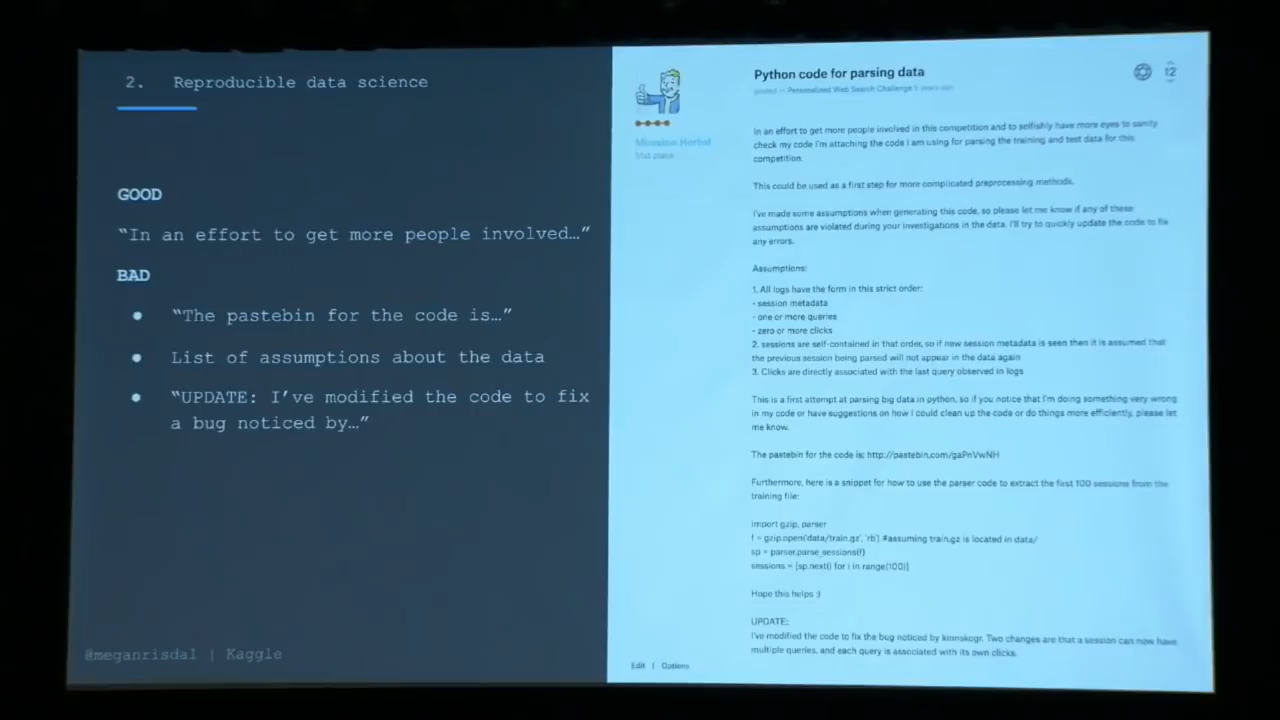 2. Reproducible data science
GOOD
“In an effort to get more people involved…”
BAD
● “The pastebin for the code is…”
● List of assumptions about the data
● “UPDATE: I’ve modified the code to fix
a bug noticed by…”
@meganrisdal | Kaggle
51st place
Python code for parsing data
12
posted in Personalized Web Search Challenge 5 years ago
In an effort to get more people involved in this competition and to selfishly have more eyes to sanity
check my code I'm attaching the code I am using for parsing the training and test data for this
competition.
This could be used as a first step for more complicated preprocessing methods.
I've made some assumptions when generating this code, so please let me know if any of these
assumptions are violated during your investigations in the data. I'll try to quickly update the code to fix
any errors.
Assumptions:
1. All logs have the form in this strict order:
- session metadata
- one or more queries
- zero or more clicks
2. sessions are self-contained in that order, so if new session metadata is seen then it is assumed that
the previous session being parsed will not appear in the data again
3. Clicks are directly associated with the last query observed in logs
This is a first attempt at parsing big data in python, so if you notice that I'm doing something very wrong
in my code or have suggestions on how I could clean up the code or do things more efficiently, please let
me know.
The pastebin for the code is: http://pastebin.com/gaPnVwNH
Furthermore, here is a snippet for how to use the parser code to extract the first 100 sessions from the
training file:
import gzip, parser
f = gzip.open('data/train.gz', 'rb') #assuming train.gz is located in data/
sp = parser.parse_sessions(f)
sessions = [sp.next() for i in range(100)]
Hope this helps :)
UPDATE:
I've modified the code to fix the bug noticed by kinnskogr. Two changes are that a session can now have
multiple queries, and each query is associated with its own clicks.
Edit | Options